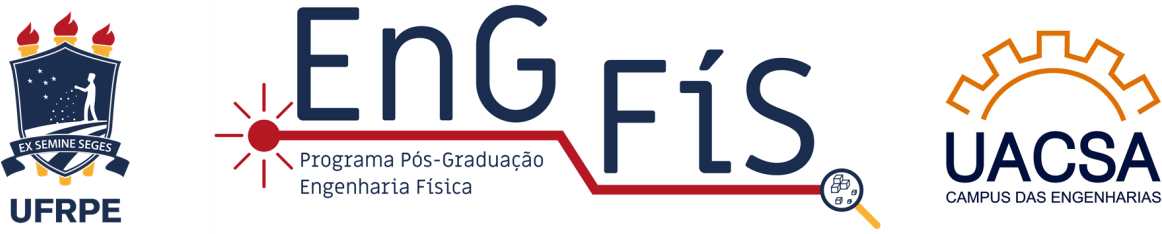 EX SEMINE SEGES
UFRPE
EnG
FíS
Programa Pós-Graduação
Engenharia Física
UACSA
CAMPUS DAS ENGENHARIAS